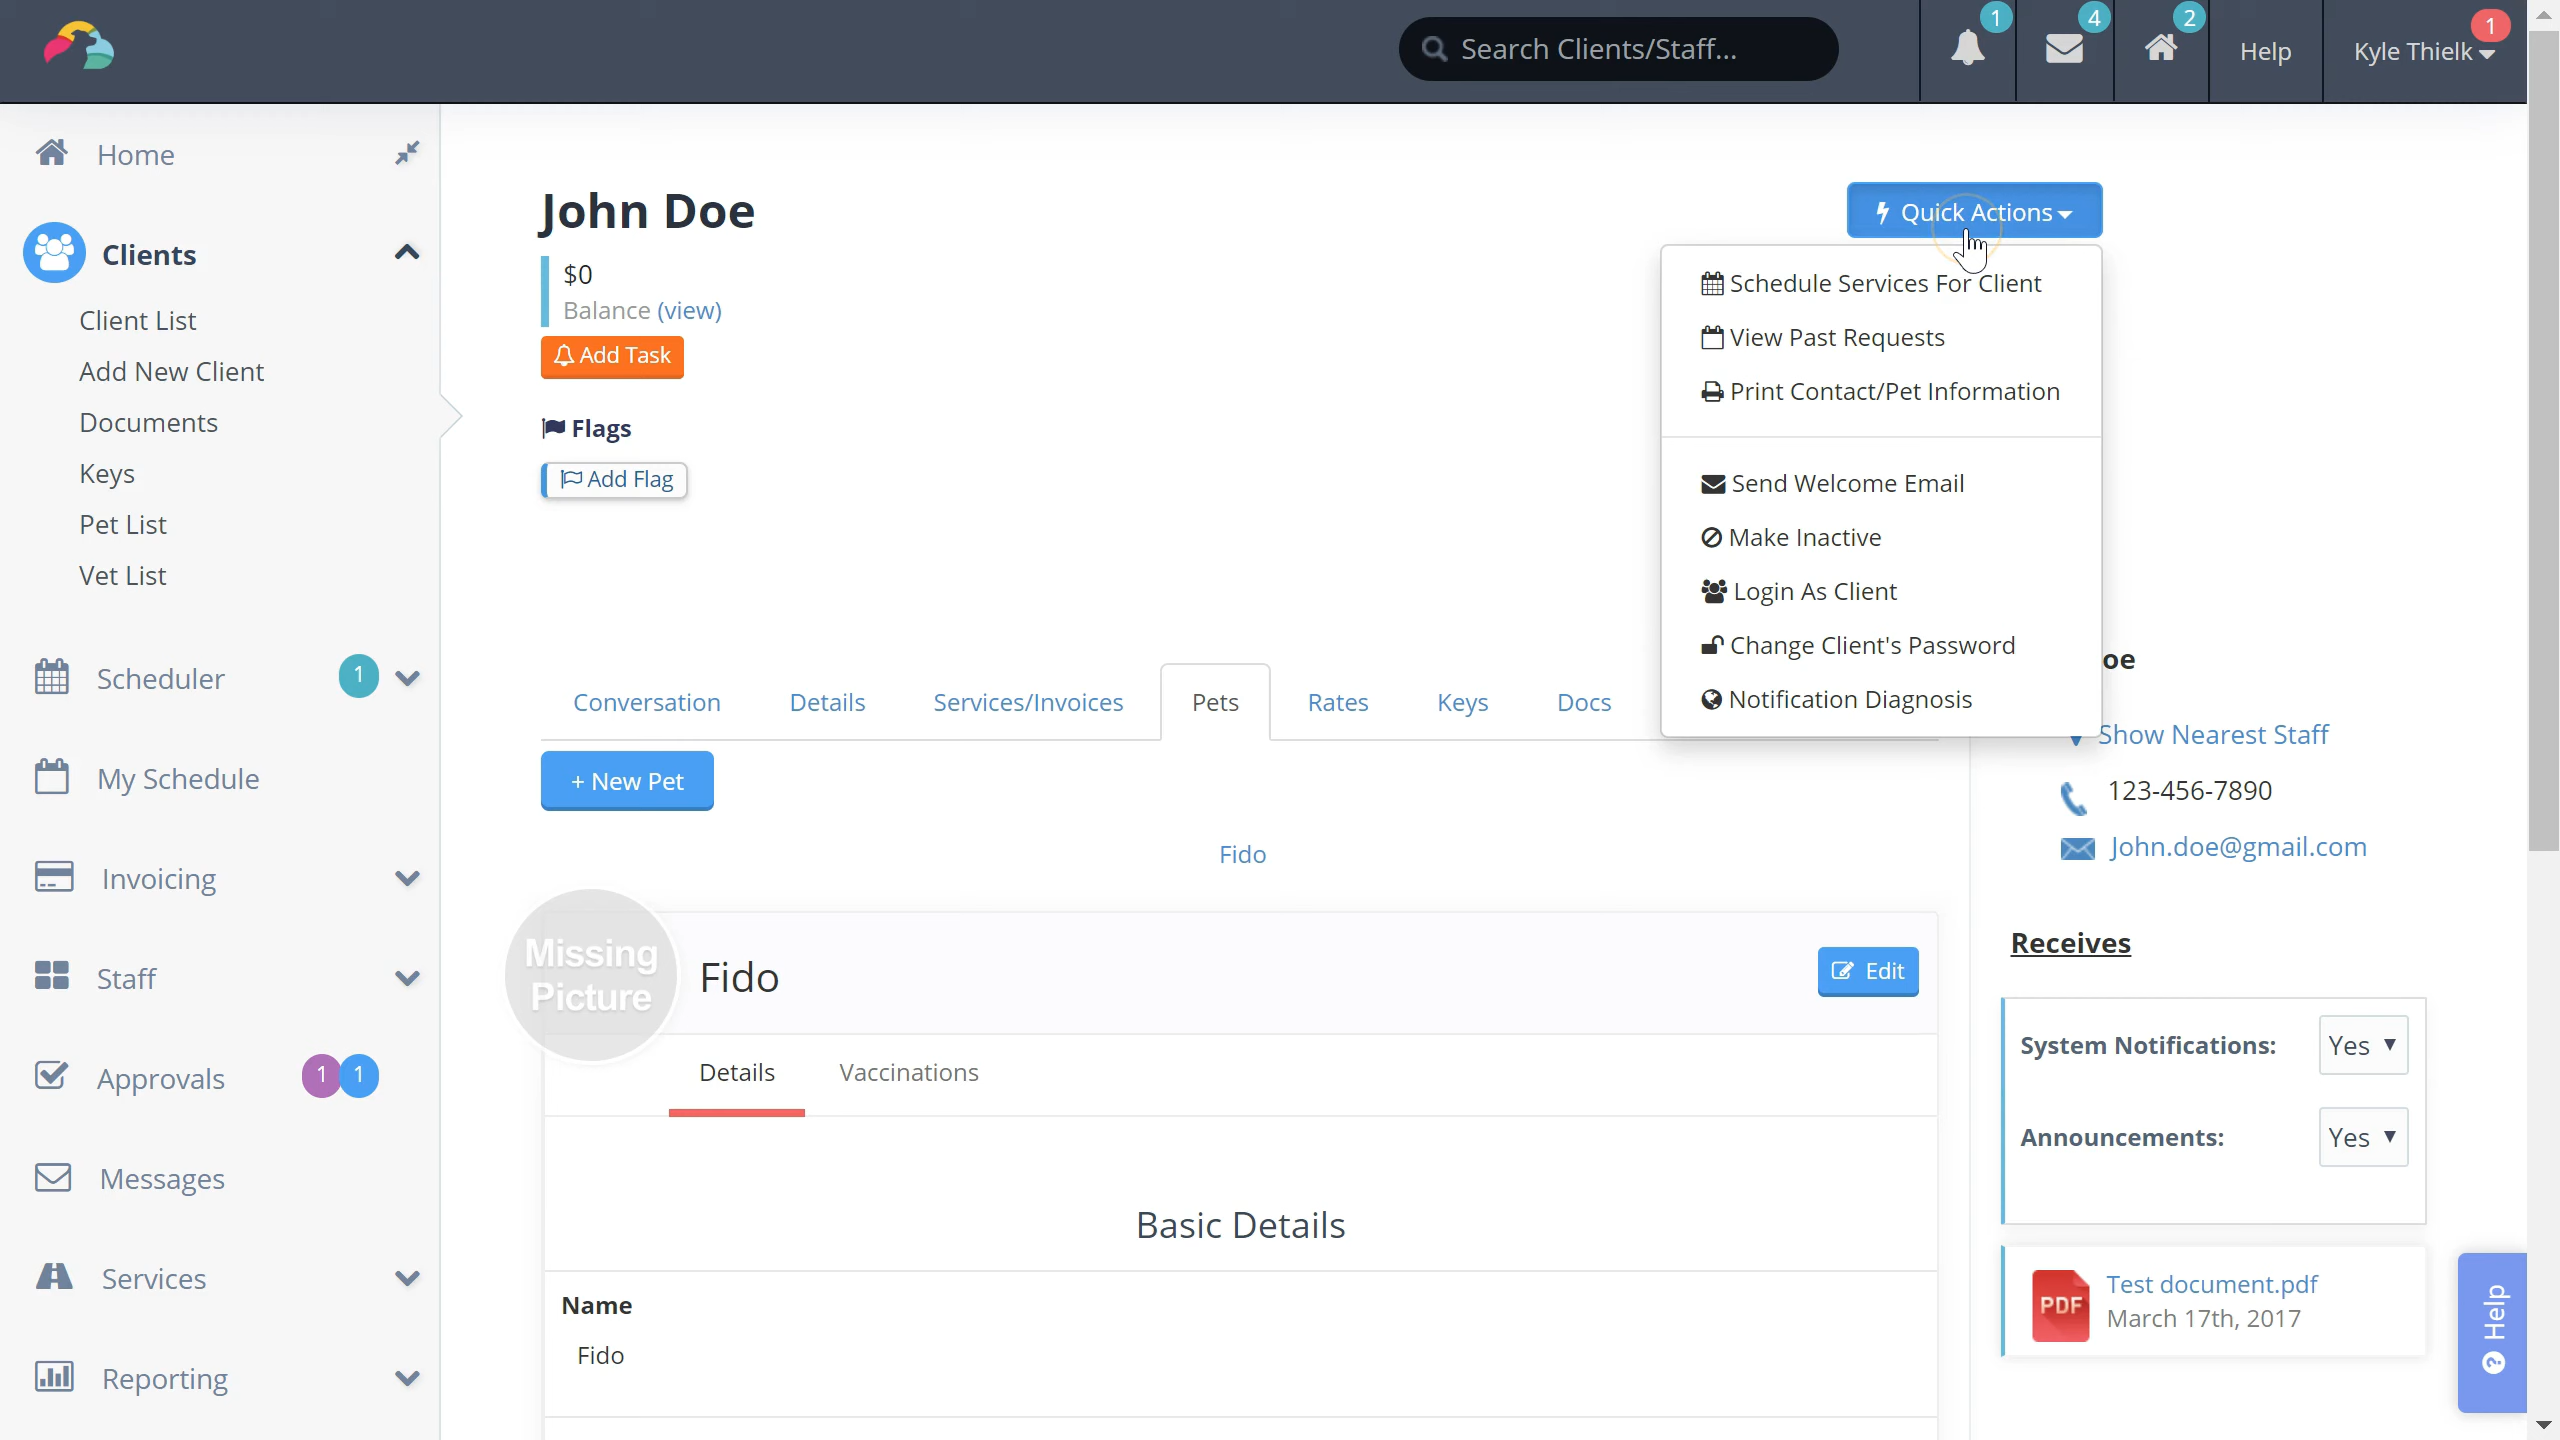 Search Clients/Staff...
1
4
2
Help
Kyle Thielk
1
Home
Clients
Client List
Add New Client
Documents
Keys
Pet List
Vet List
Scheduler
1
My Schedule
Invoicing
Staff
Approvals
1
1
Messages
Services
Reporting
John Doe
$0
Balance (view)
Add Task
Flags
Add Flag
Quick Actions
Schedule Services For Client
View Past Requests
Print Contact/Pet Information
Send Welcome Email
Make Inactive
Login As Client
Change Client's Password
Notification Diagnosis
Conversation
Details
Services/Invoices
Pets
Rates
Keys
Docs
+ New Pet
Fido
Missing
Picture
Fido
Edit
Details
Vaccinations
Basic Details
Name
Fido
oe
Show Nearest Staff
123-456-7890
John.doe@gmail.com
Receives
System Notifications:
Yes
Announcements:
Yes
PDF
Test document.pdf
March 17th, 2017
? Help